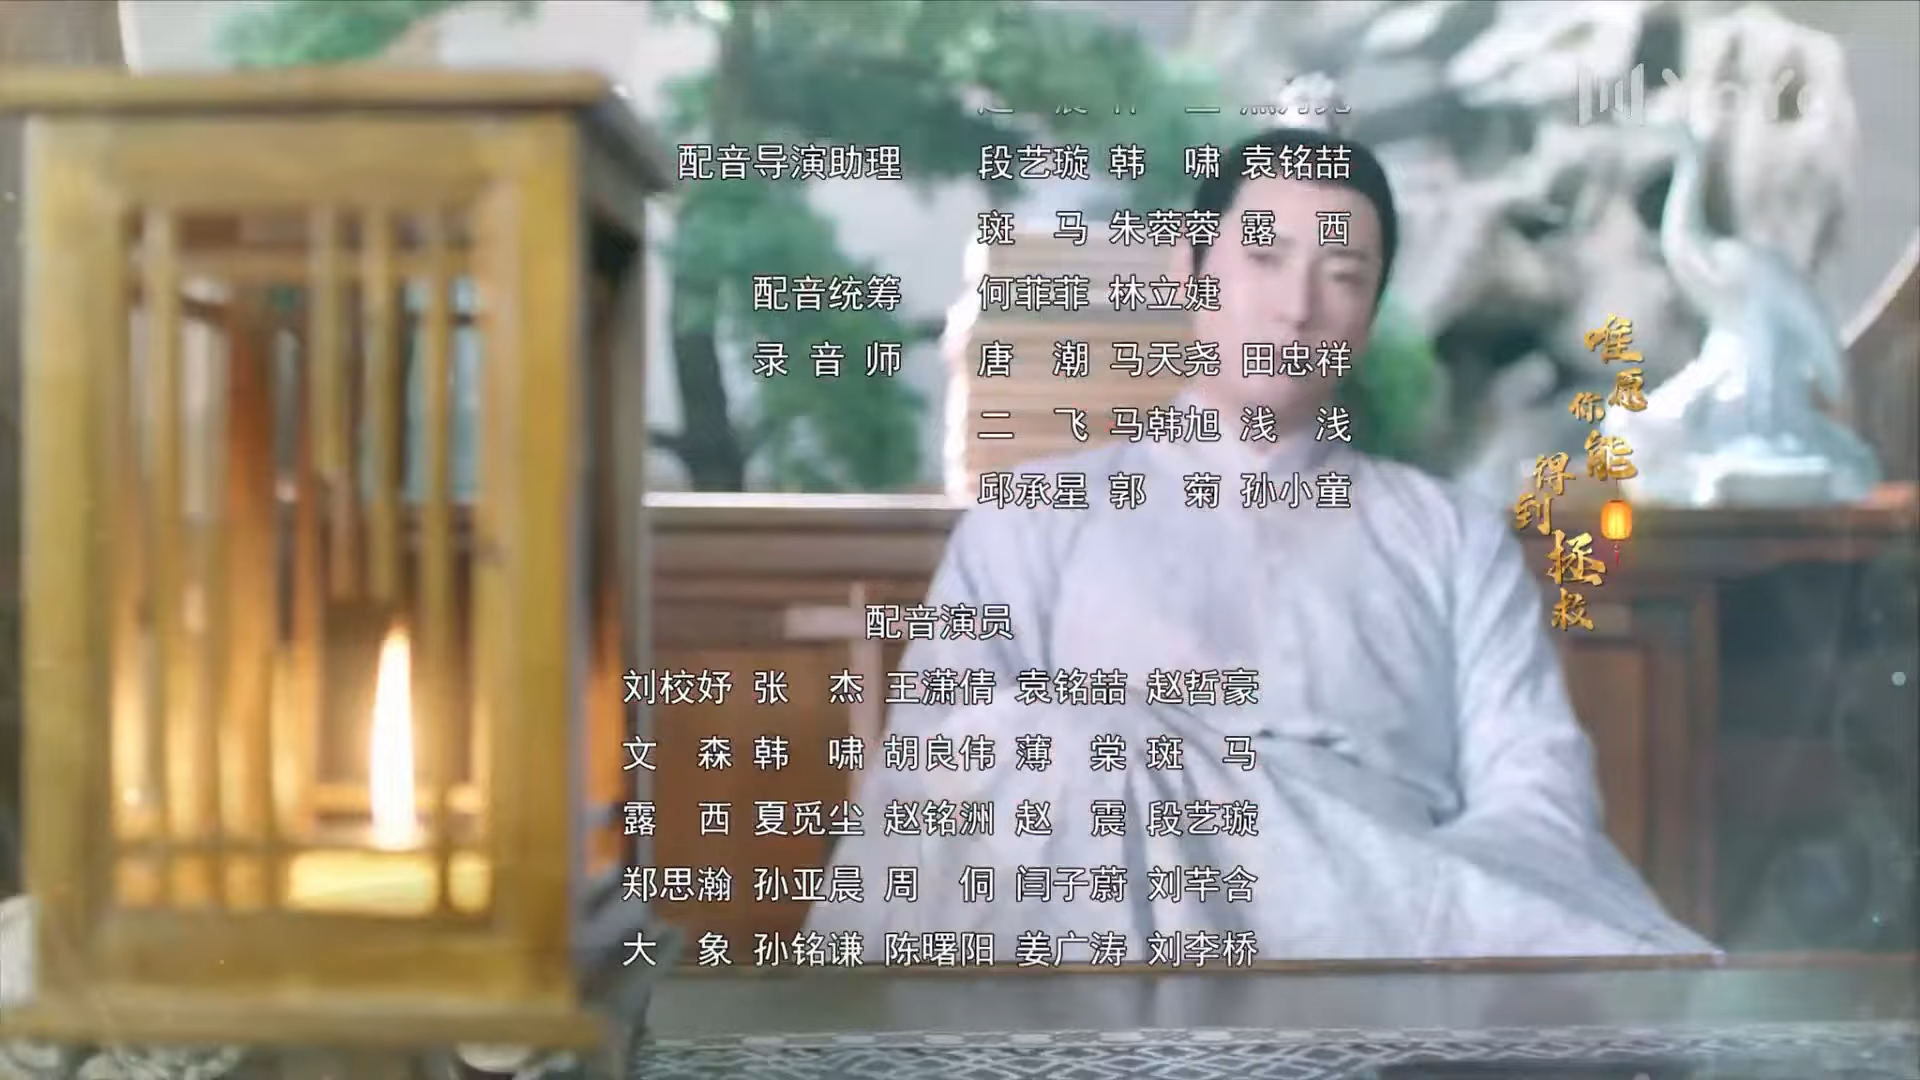 配音导演助理 段艺璇 韩 啸 袁铭喆
斑 马 朱蓉蓉 露 西
配音统筹 何菲菲 林立婕
录音师 唐 潮 马天尧 田忠祥
二 飞 马韩旭 浅 浅
邱承星 郭 菊 孙小童
配音演员
刘校妤 张 杰 王潇倩 袁铭喆 赵哲豪
文 森 韩 啸 胡良伟 薄 棠 斑 马
露 西 夏觅尘 赵铭洲 赵 震 段艺璇
郑思瀚 孙亚晨 周 侗 闫子蔚 刘芊含
大 象 孙铭谦 陈曙阳 姜广涛 刘李桥
唯愿你能得到拯救
YoYo